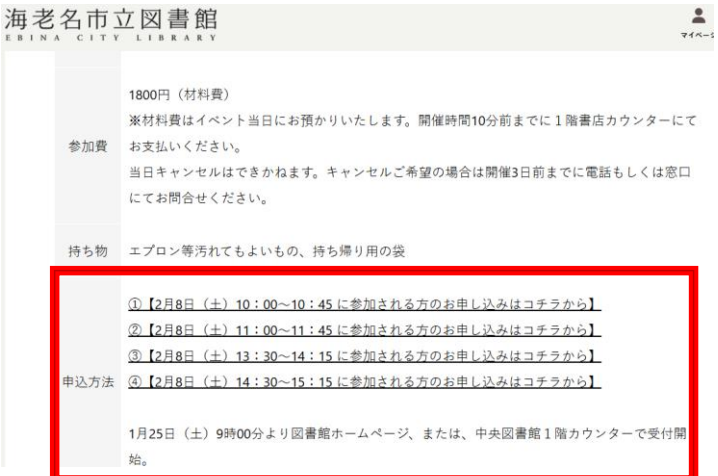 海老名市立図書館
EBINA CITY LIBRARY
マイページ
1800円（材料費）
※材料費はイベント当日にお預かりいたします。開催時間10分前までに１階書店カウンターにて
参加費
お支払いください。
当日キャンセルはできかねます。キャンセルご希望の場合は開催3日前までに電話もしくは窓口
にてお問合せください。
持ち物 エプロン等汚れてもよいもの、持ち帰り用の袋
①【2月8日（土）10：00～10：45 に参加される方のお申し込みはコチラから】
②【2月8日（土）11：00～11：45 に参加される方のお申し込みはコチラから】
③【2月8日（土）13：30～14：15 に参加される方のお申し込みはコチラから】
申込方法 ④【2月8日（土）14：30～15：15 に参加される方のお申し込みはコチラから】
1月25日（土）9時00分より図書館ホームページ、または、中央図書館１階カウンターで受付開
始。